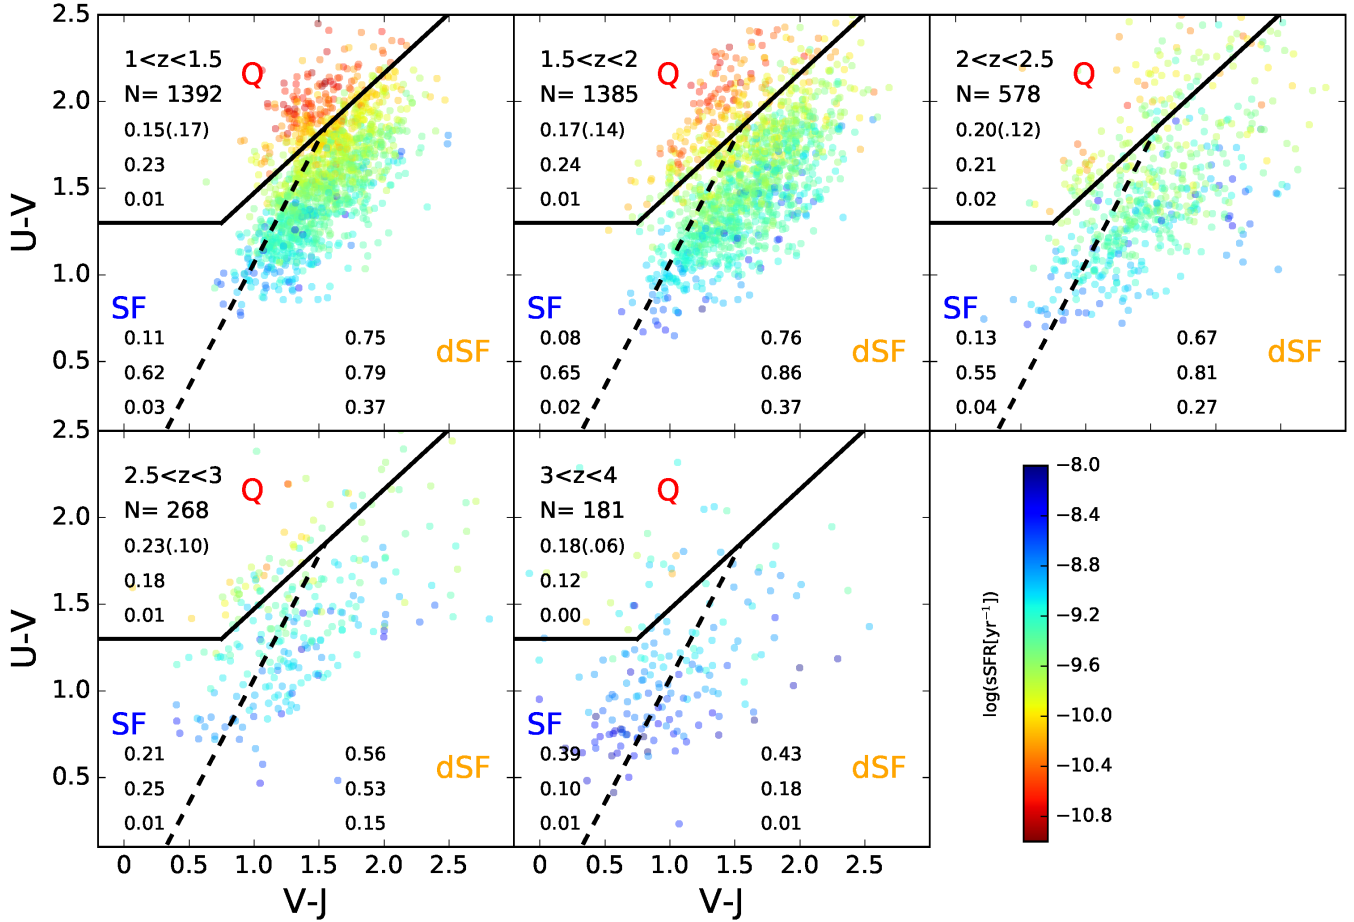 2.5
2.0
1.5
1.0
0.5
U-V
1<z<1.5
N= 1392
0.15(.17)
0.23
0.01
Q
SF
0.11
0.62
0.03
0.75
0.79
0.37
dSF
1.5<z<2
N= 1385
0.17(.14)
0.24
0.01
Q
SF
0.08
0.65
0.02
0.76
0.86
0.37
dSF
2<z<2.5
N= 578
0.20(.12)
0.21
0.02
Q
SF
0.13
0.55
0.04
0.67
0.81
0.27
dSF
2.5
2.0
1.5
1.0
0.5
U-V
2.5<z<3
N= 268
0.23(.10)
0.18
0.01
Q
SF
0.21
0.25
0.01
0.56
0.53
0.15
dSF
0 0.5 1.0 1.5 2.0 2.5
V-J
3<z<4
N= 181
0.18(.06)
0.12
0.00
Q
SF
0.39
0.10
0.01
0.43
0.18
0.01
dSF
0 0.5 1.0 1.5 2.0 2.5
V-J
log(sSFR[yr⁻¹])
−8.0
−8.4
−8.8
−9.2
−9.6
−10.0
−10.4
−10.8